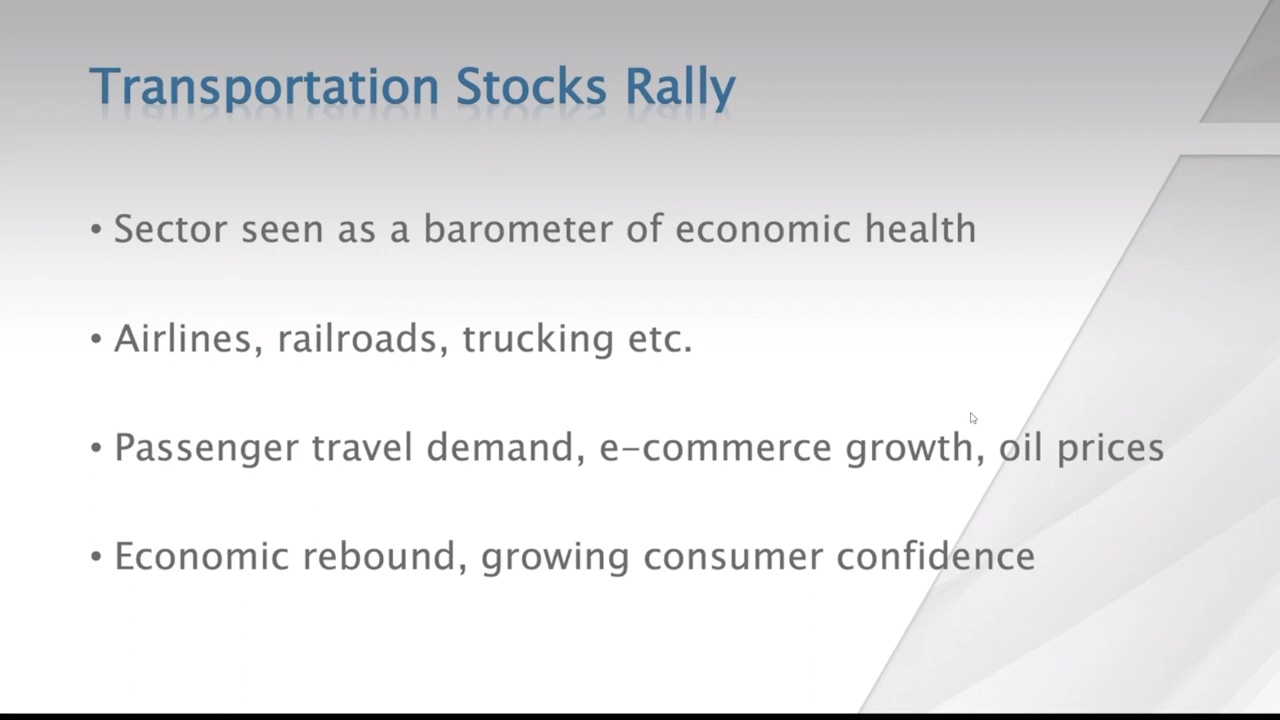 Transportation Stocks Rally
• Sector seen as a barometer of economic health
• Airlines, railroads, trucking etc.
• Passenger travel demand, e-commerce growth, oil prices
• Economic rebound, growing consumer confidence